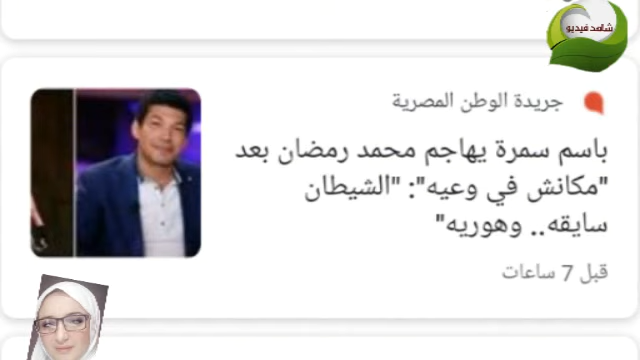 شاهد فيديو
جريدة الوطن المصرية
باسم سمرة يهاجم محمد رمضان بعد
"مكانش في وعيه": "الشيطان
سايقه.. وهوريه"
قبل 7 ساعات